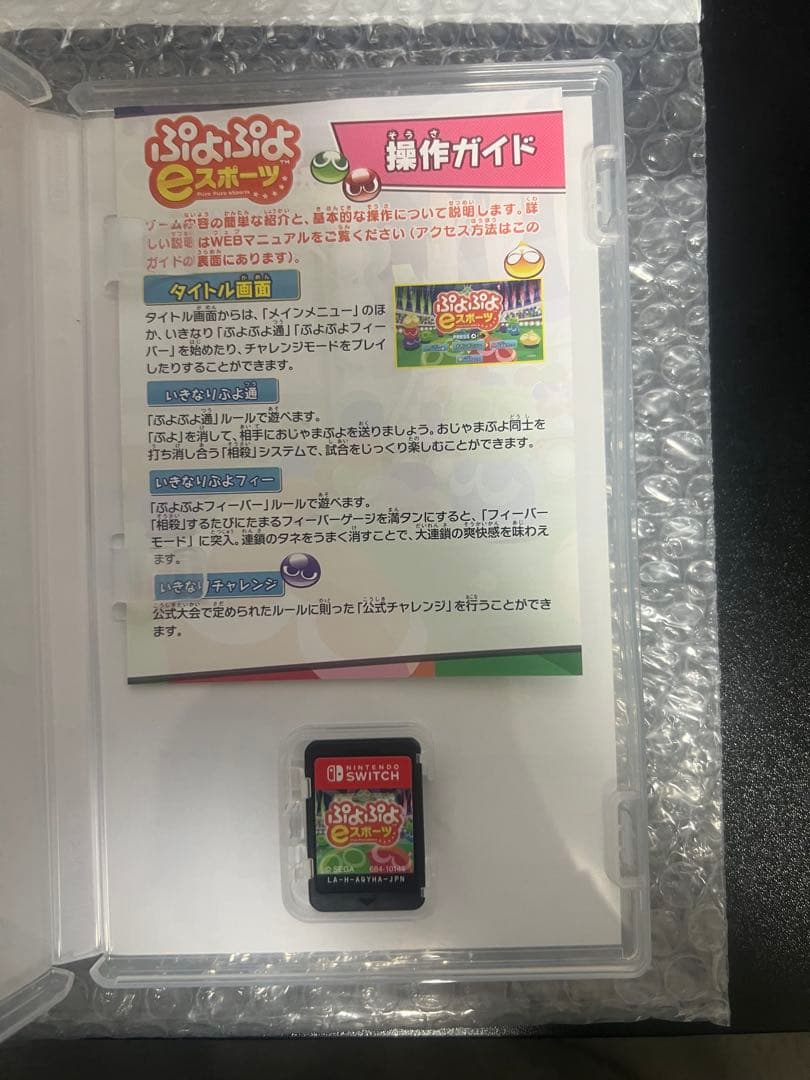 ぷよぷよ™
eスポーツ
Puyo Puyo eSports
操作ガイド
ゲーム内容の簡単な紹介と、基本的な操作について説明します。詳
しい説明はWEBマニュアルをご覧ください(アクセス方法はこの
ガイドの裏面にあります)。
タイトル画面
タイトル画面からは、「メインメニュー」のほ
か、いきなり「ぷよぷよ通」「ぷよぷよフィー
バー」を始めたり、チャレンジモードをプレイ
したりすることができます。
ぷよぷよ
eスポーツ
PRESS
いきなりぷよ通
「ぷよぷよ通」ルールで遊べます。
「ぷよ」を消して、相手におじゃまぷよを送りましょう。おじゃまぷよ同士を
打ち消し合う「相殺」システムで、試合をじっくり楽しむことができます。
いきなりぷよフィー
「ぷよぷよフィーバー」ルールで遊べます。
「相殺」するたびにたまるフィーバーゲージを満タンにすると、「フィーバー
モード」に突入。連鎖のタネをうまく消すことで、大連鎖の爽快感を味わえ
ます。
いきなりチャレンジ
公式大会で定められたルールに則った「公式チャレンジ」を行うことができ
ます。
NINTENDO
SWITCH
ぷよぷよ
eスポーツ
© SEGA 684-10144
LA-H-AGYHA-JPN